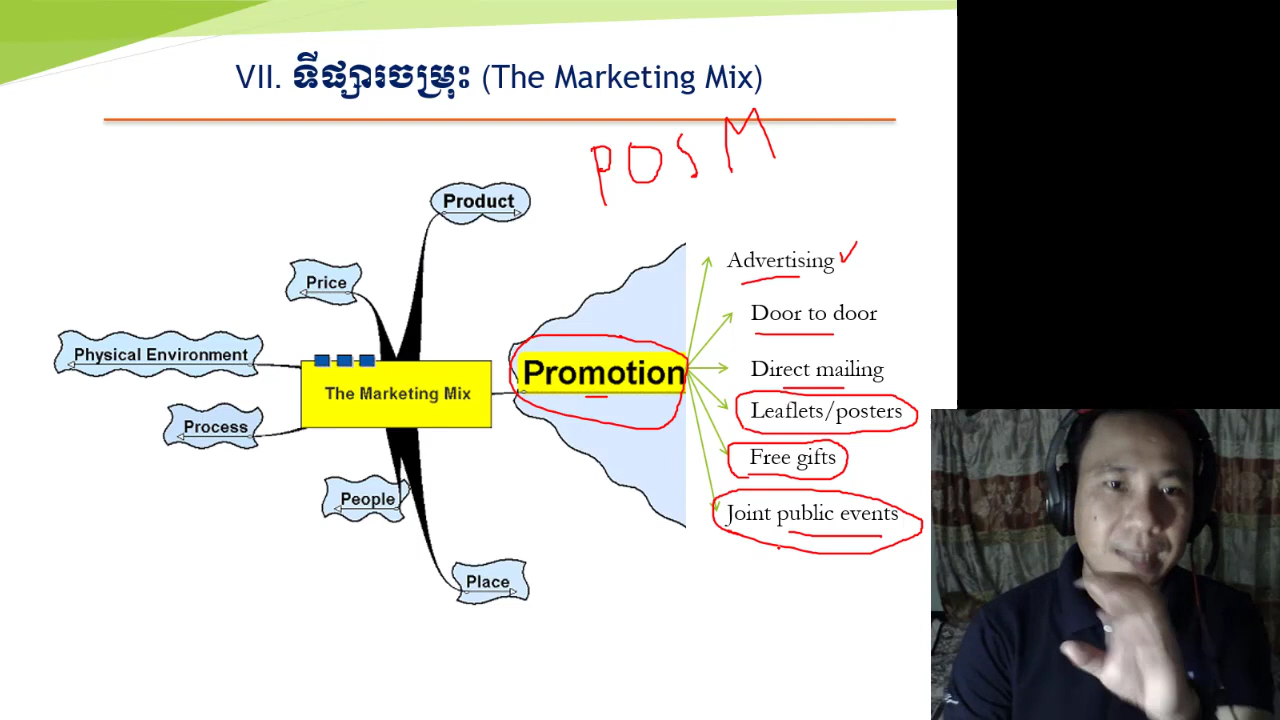 VII. ទីផ្សារចម្រុះ (The Marketing Mix)
POSM
Product
Price
Physical Environment
The Marketing Mix
Process
People
Place
Promotion
Advertising
Door to door
Direct mailing
Leaflets/posters
Free gifts
Joint public events